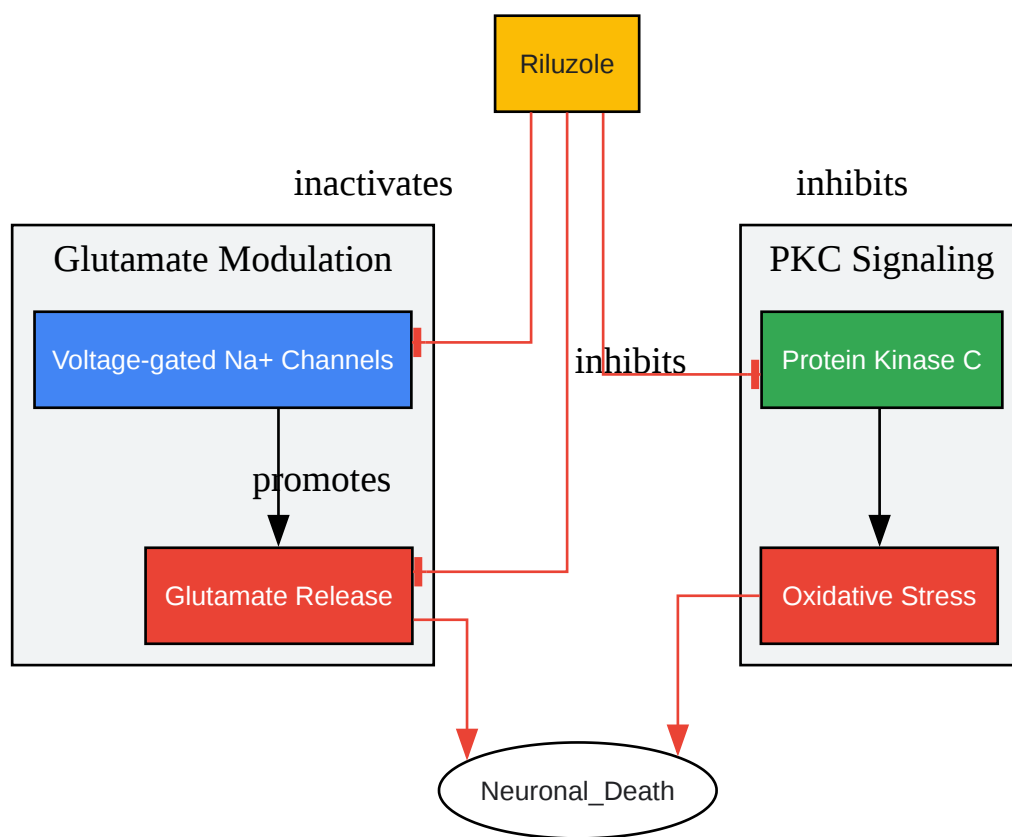 Riluzole
inactivates
inhibits
Glutamate Modulation
PKC Signaling
Voltage-gated Na+ Channels
inhibits
Protein Kinase C
promotes
Glutamate Release
Oxidative Stress
Neuronal_Death